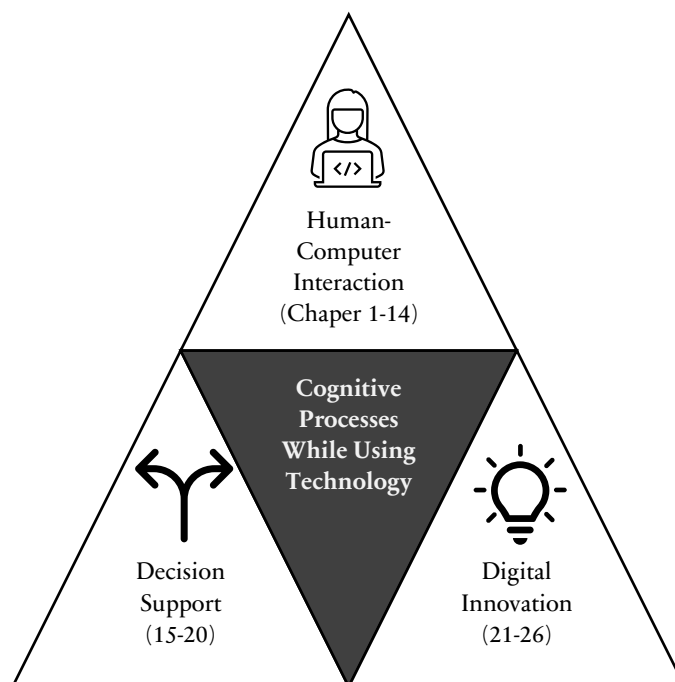 </>
Human-
Computer
Interaction
(Chaper 1-14)
Cognitive
Processes
While Using
Technology
Decision
Support
(15-20)
Digital
Innovation
(21-26)